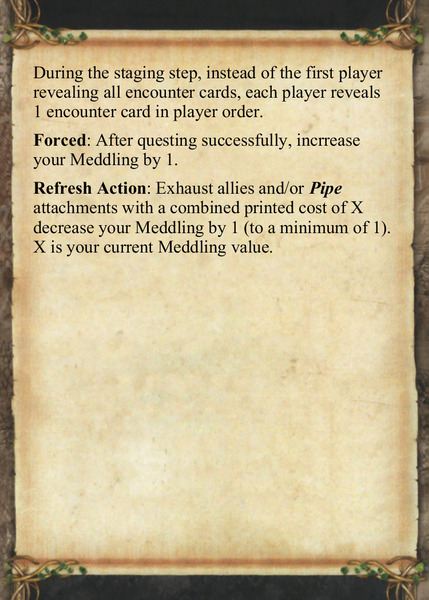 During the staging step, instead of the first player
revealing all encounter cards, each player reveals
1 encounter card in player order.
Forced: After questing successfully, incrrease
your Meddling by 1.
Refresh Action: Exhaust allies and/or Pipe
attachments with a combined printed cost of X
decrease your Meddling by 1 (to a minimum of 1).
X is your current Meddling value.